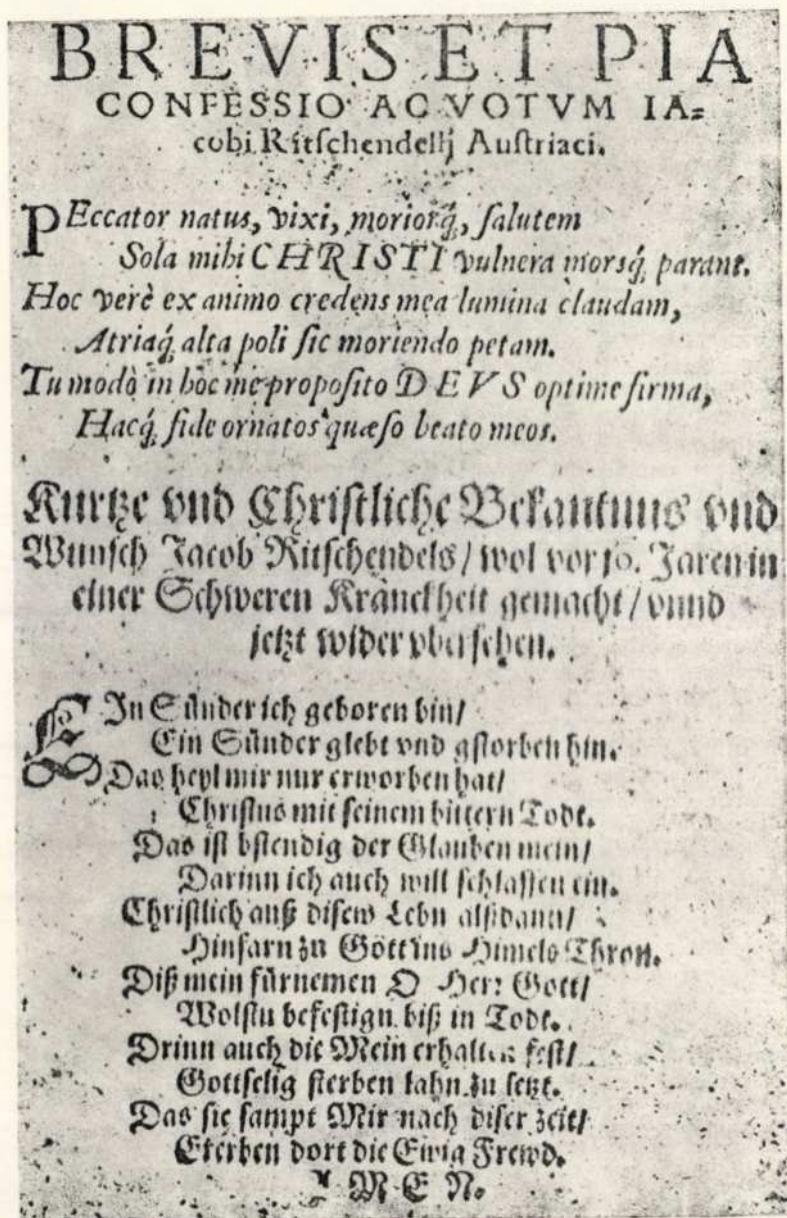 BREVIS ET PIA
CONFESSIO AC VOTVM IA=
cobi Ritschendellij Austriaci.
PEccator natus, vixi, moriorq́, salutem
Sola mihi CHRISTI vulnera morsq́ parant.
Hoc verè ex animo credens mea lumina claudam,
Atriaq́ alta poli sic moriendo petam.
Tu modò in hoc me proposito DEVS optime firma,
Hacq́ fide ornatos quæso beato meos.
Kurtze vnd Christliche Bekantnus vnd
Wunsch Jacob Ritschendels/ wol vor 16. Jaren in
einer Schweren Kranckheit gemacht/ vnnd
jetzt wider vbersehen.
EIn Sünder ich geboren bin/
Ein Sünder glebt vnd gstorben hin.
Das heyl mir nur erworben hat/
Christus mit seinem bittern Todt.
Das ist bstendig der Glauben mein/
Darinn ich auch will schlaffen ein.
Christlich auß disem Lebn alßdann/
Hinfarn zu Gott ins Himels Thron.
Diß mein fürnemen O Herr Gott/
Wolstu befestign biß in Todt.
Drinn auch die Mein erhalten fest/
Gottselig sterben lahn zu letzt.
Das sie sampt Mir nach diser zeit/
Ererben dort die Ewig Frewd.
AMEN.